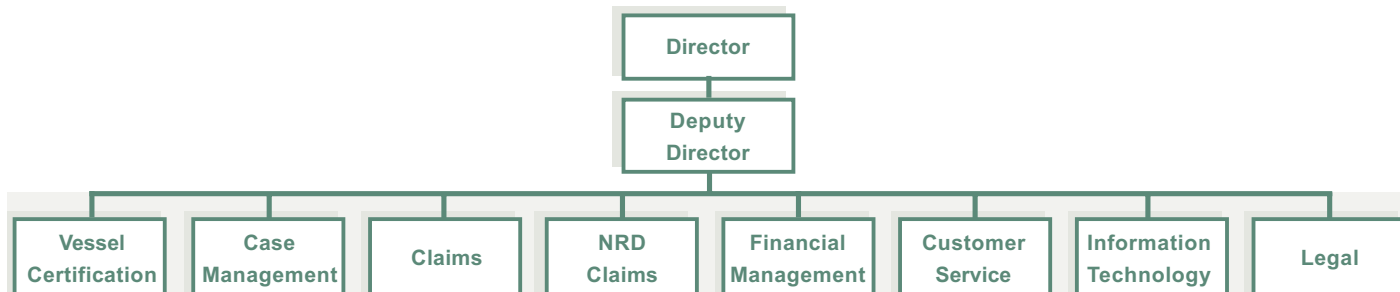 Director
Deputy
Director
Vessel
Certification
Case
Management
Claims
NRD
Claims
Financial
Management
Customer
Service
Information
Technology
Legal